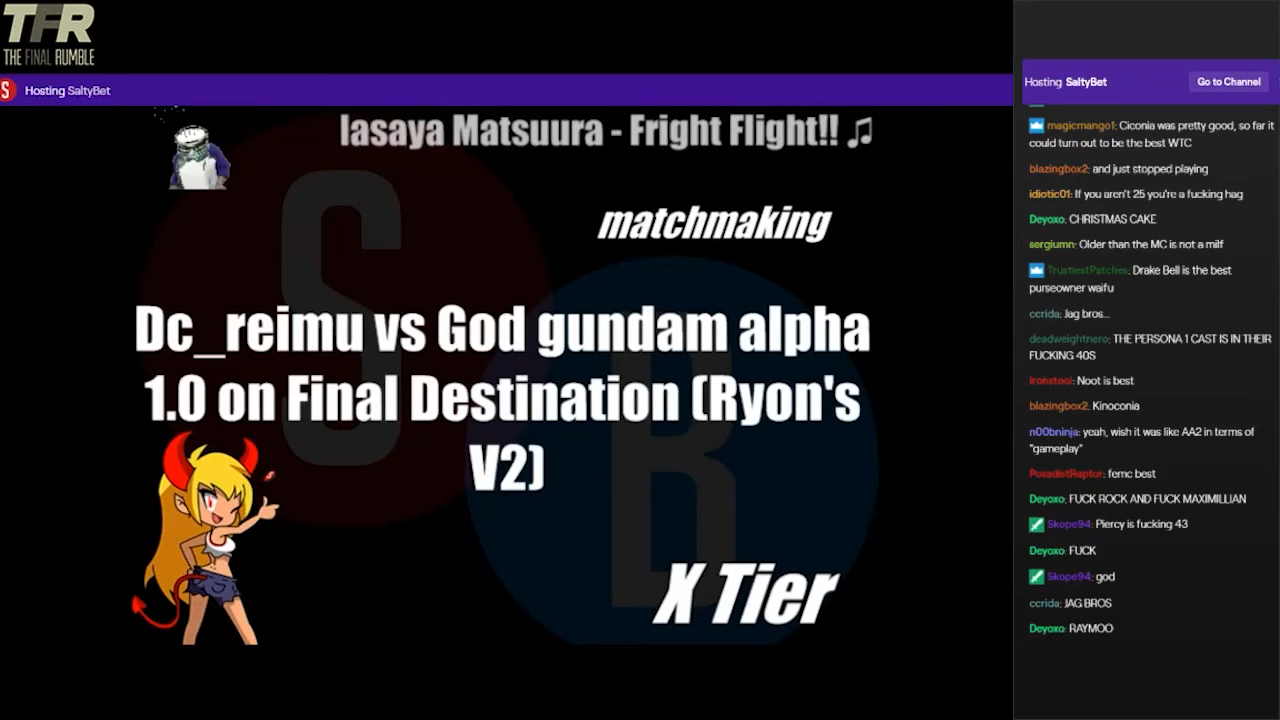 TFR
THE FINAL RUMBLE
S
Hosting SaltyBet
Iasaya Matsuura - Fright Flight!! ♫
matchmaking
Dc_reimu vs God gundam alpha
1.0 on Final Destination (Ryon's
V2)
X Tier
S
B
Hosting SaltyBet
Go to Channel
magicmango1: Ciconia was pretty good, so far it
could turn out to be the best WTC
blazingbox2: and just stopped playing
idiotic01: If you aren't 25 you're a fucking hag
Deyoxo: CHRISTMAS CAKE
sergiumn: Older than the MC is not a milf
TrustiestPatches: Drake Bell is the best
purseowner waifu
ccrida: Jag bros...
deadweightnero: THE PERSONA 1 CAST IS IN THEIR
FUCKING 40S
Ironstool: Noot is best
blazingbox2: Kinoconia
n00bninja: yeah, wish it was like AA2 in terms of
"gameplay"
PosadistRaptor: femc best
Deyoxo: FUCK ROCK AND FUCK MAXIMILLIAN
Skope94: Piercy is fucking 43
Deyoxo: FUCK
Skope94: god
ccrida: JAG BROS
Deyoxo: RAYMOO